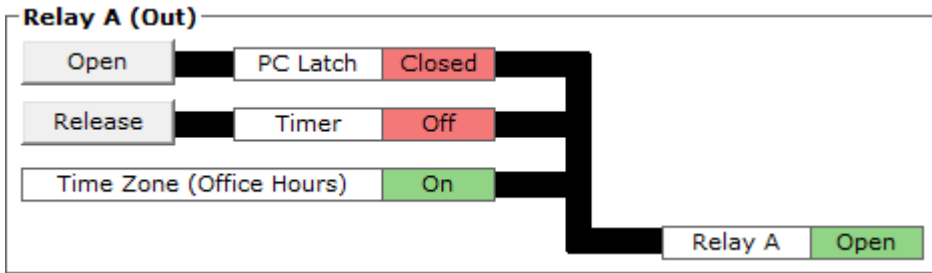 Relay A (Out)
Open PC Latch Closed
Release Timer Off
Time Zone (Office Hours) On
Relay A Open